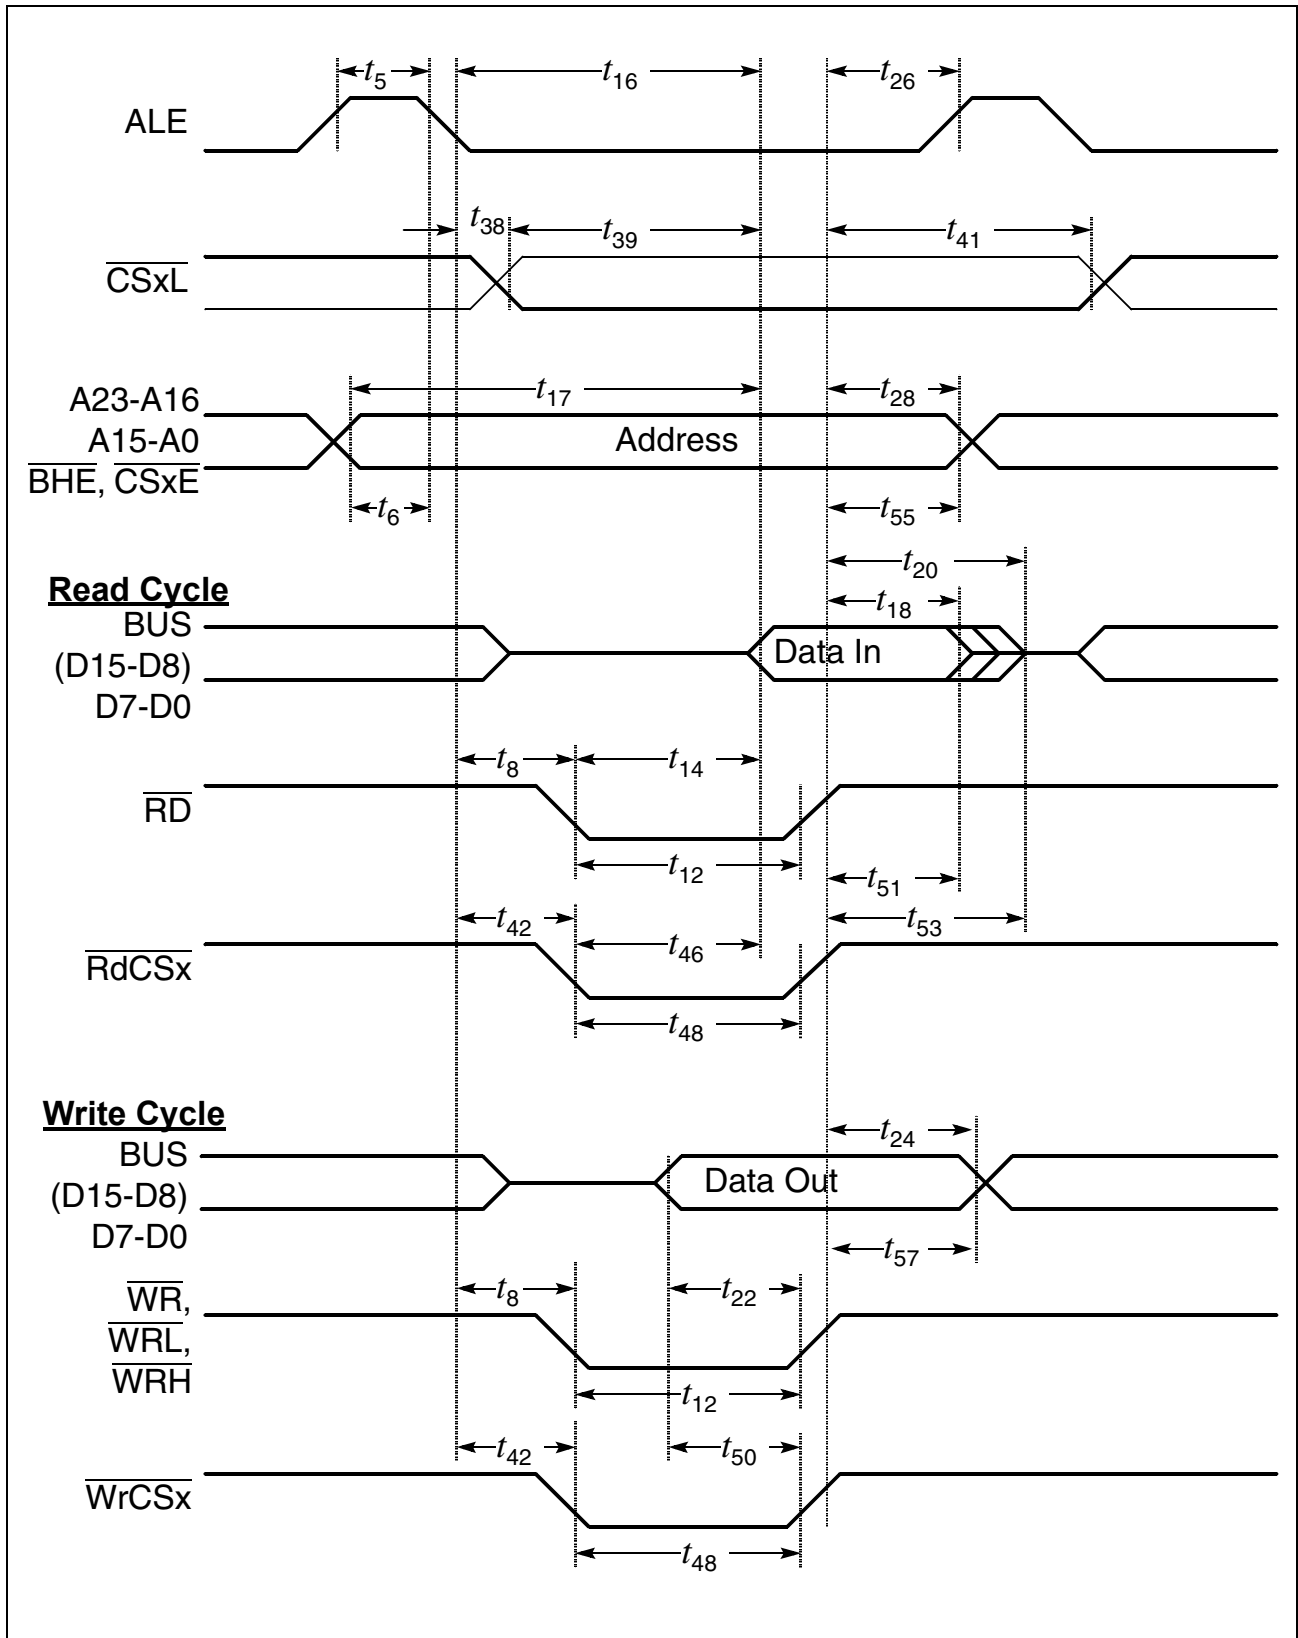 t5 t16 t26
ALE
t38 t39 t41
CSxL
t17 t28
A23-A16
A15-A0 Address
BHE, CSxE
t6 t55
t20
Read Cycle t18
BUS
(D15-D8) Data In
D7-D0
t8 t14
RD
t12 t51
t42 t46 t53
RdCSx
t48
Write Cycle
t24
BUS
(D15-D8) Data Out
D7-D0
t57
t8 t22
WR,
WRL,
WRH
t12
t42 t50
WrCSx
t48